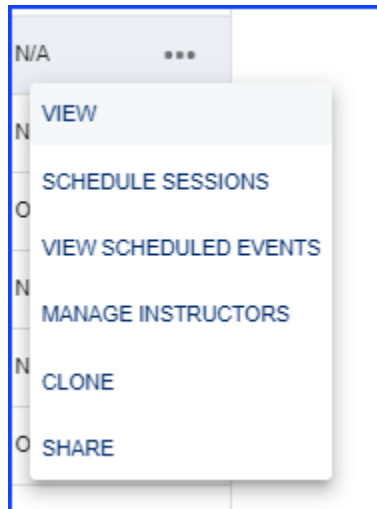 N/A
VIEW
N
SCHEDULE SESSIONS
O
VIEW SCHEDULED EVENTS
N
MANAGE INSTRUCTORS
N
CLONE
O
SHARE